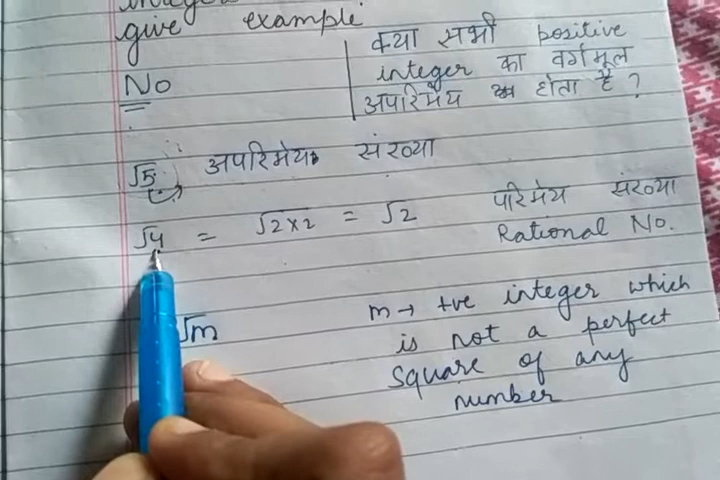 integer
give example
क्या सभी positive
integer का वर्गमूल
अपरिमेय होता है ?
No
√5 अपरिमेय संख्या
√4 = √2×2 = √2 परिमेय संख्या
Rational No.
√m
m → +ve integer which
is not a perfect
square of any
number